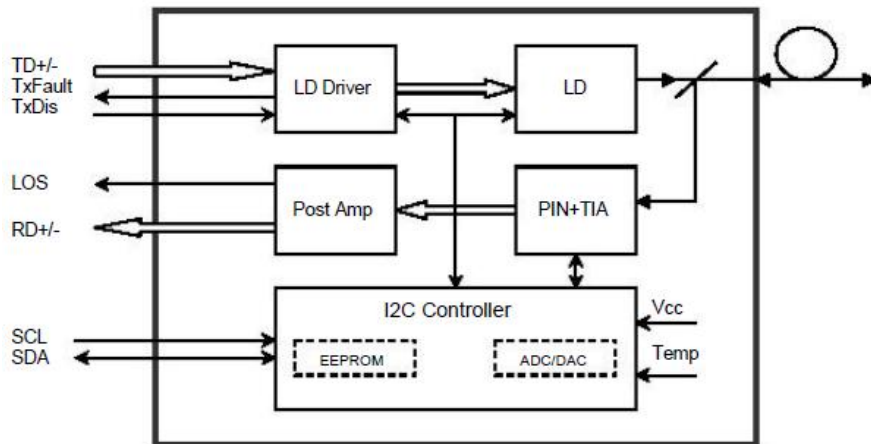 TD+/-
TxFault
TxDis
LD Driver
LD
LOS
RD+/-
Post Amp
PIN+TIA
I2C Controller
Vcc
SCL
SDA
EEPROM
ADC/DAC
Temp